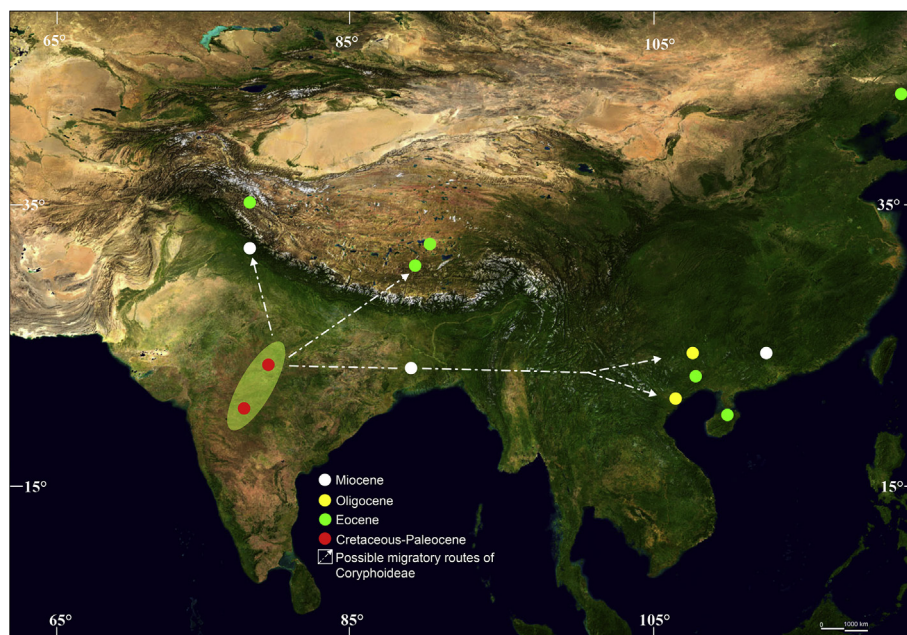 65°
85°
105°
35°
35°
15°
15°
Miocene
Oligocene
Eocene
Cretaceous-Paleocene
Possible migratory routes of
Coryphoideae
65°
85°
105°
0 1000 km